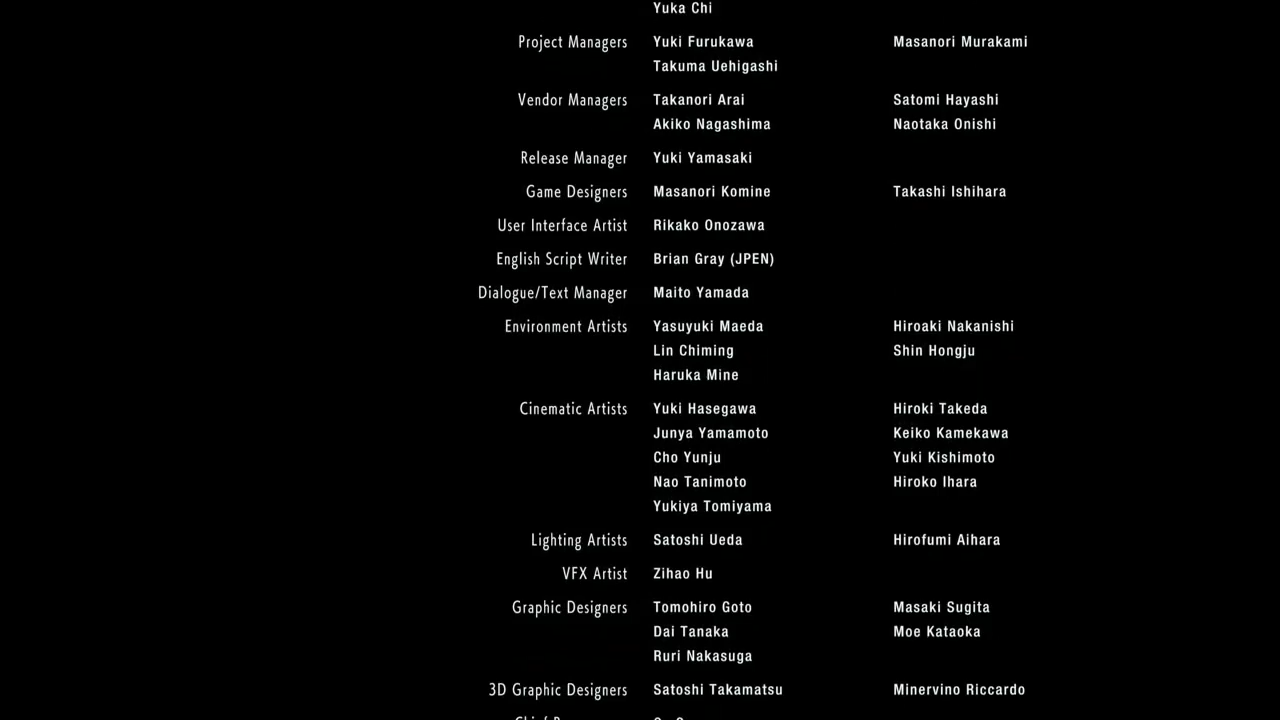 Yuka Chi
Project Managers Yuki Furukawa Masanori Murakami
Takuma Uehigashi
Vendor Managers Takanori Arai Satomi Hayashi
Akiko Nagashima Naotaka Onishi
Release Manager Yuki Yamasaki
Game Designers Masanori Komine Takashi Ishihara
User Interface Artist Rikako Onozawa
English Script Writer Brian Gray (JPEN)
Dialogue/Text Manager Maito Yamada
Environment Artists Yasuyuki Maeda Hiroaki Nakanishi
Lin Chiming Shin Hongju
Haruka Mine
Cinematic Artists Yuki Hasegawa Hiroki Takeda
Junya Yamamoto Keiko Kamekawa
Cho Yunju Yuki Kishimoto
Nao Tanimoto Hiroko Ihara
Yukiya Tomiyama
Lighting Artists Satoshi Ueda Hirofumi Aihara
VFX Artist Zihao Hu
Graphic Designers Tomohiro Goto Masaki Sugita
Dai Tanaka Moe Kataoka
Ruri Nakasuga
3D Graphic Designers Satoshi Takamatsu Minervino Riccardo